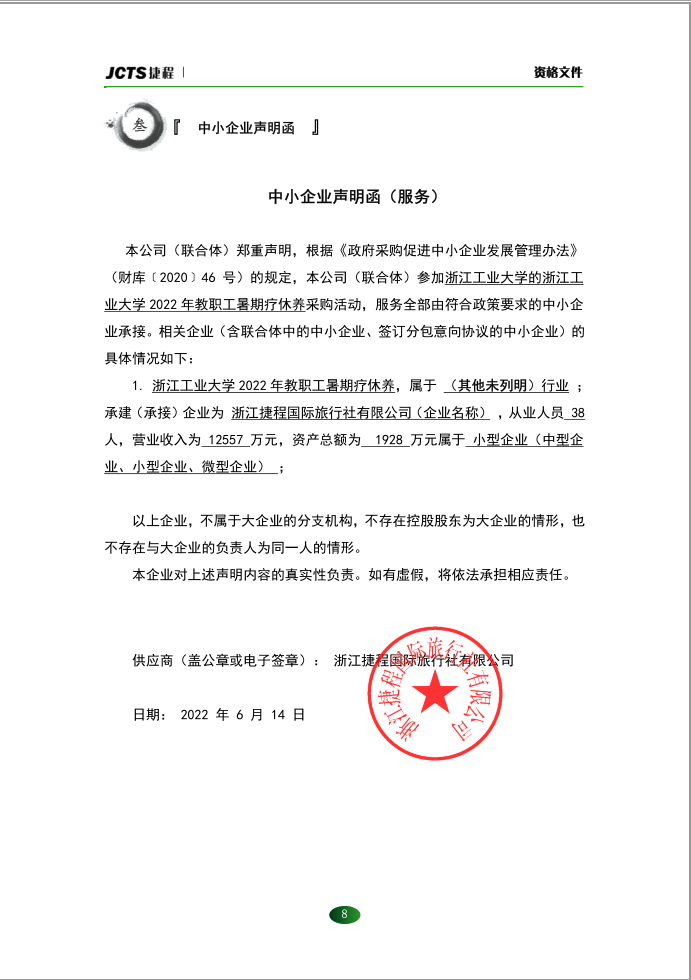 JCTS捷程
资格文件
叁 『 中小企业声明函 』
中小企业声明函（服务）
本公司（联合体）郑重声明，根据《政府采购促进中小企业发展管理办法》
（财库﹝2020﹞46 号）的规定，本公司（联合体）参加浙江工业大学的浙江工
业大学 2022 年教职工暑期疗休养采购活动，服务全部由符合政策要求的中小企
业承接。相关企业（含联合体中的中小企业、签订分包意向协议的中小企业）的
具体情况如下：
1. 浙江工业大学 2022 年教职工暑期疗休养，属于 （其他未列明）行业 ；
承建（承接）企业为 浙江捷程国际旅行社有限公司（企业名称） ，从业人员 38
人，营业收入为 12557 万元，资产总额为 1928 万元属于 小型企业（中型企
业、小型企业、微型企业） ；
以上企业，不属于大企业的分支机构，不存在控股股东为大企业的情形，也
不存在与大企业的负责人为同一人的情形。
本企业对上述声明内容的真实性负责。如有虚假，将依法承担相应责任。
供应商（盖公章或电子签章）： 浙江捷程国际旅行社有限公司
浙江捷程国际旅行社有限公司
日期： 2022 年 6 月 14 日
8